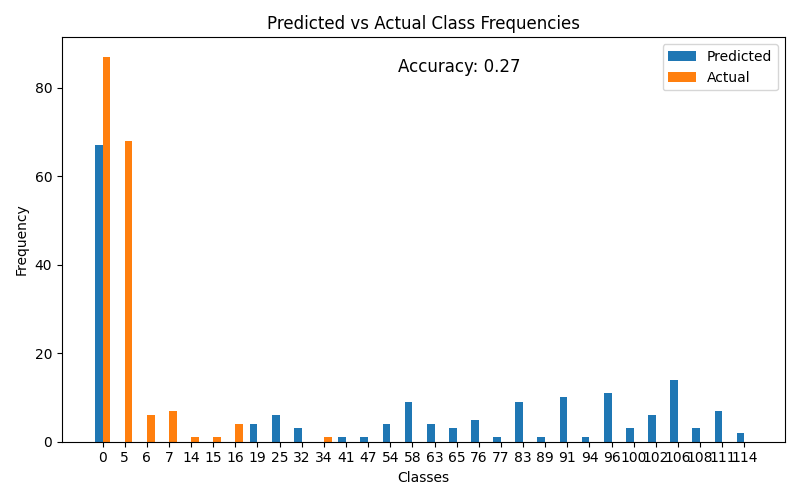 Predicted vs Actual Class Frequencies
Accuracy: 0.27
Predicted
Actual
Frequency
80
60
40
20
0
0 5 6 7 14 15 16 19 25 32 34 41 47 54 58 63 65 76 77 83 89 91 94 96 100 102 106 108 111 114
Classes